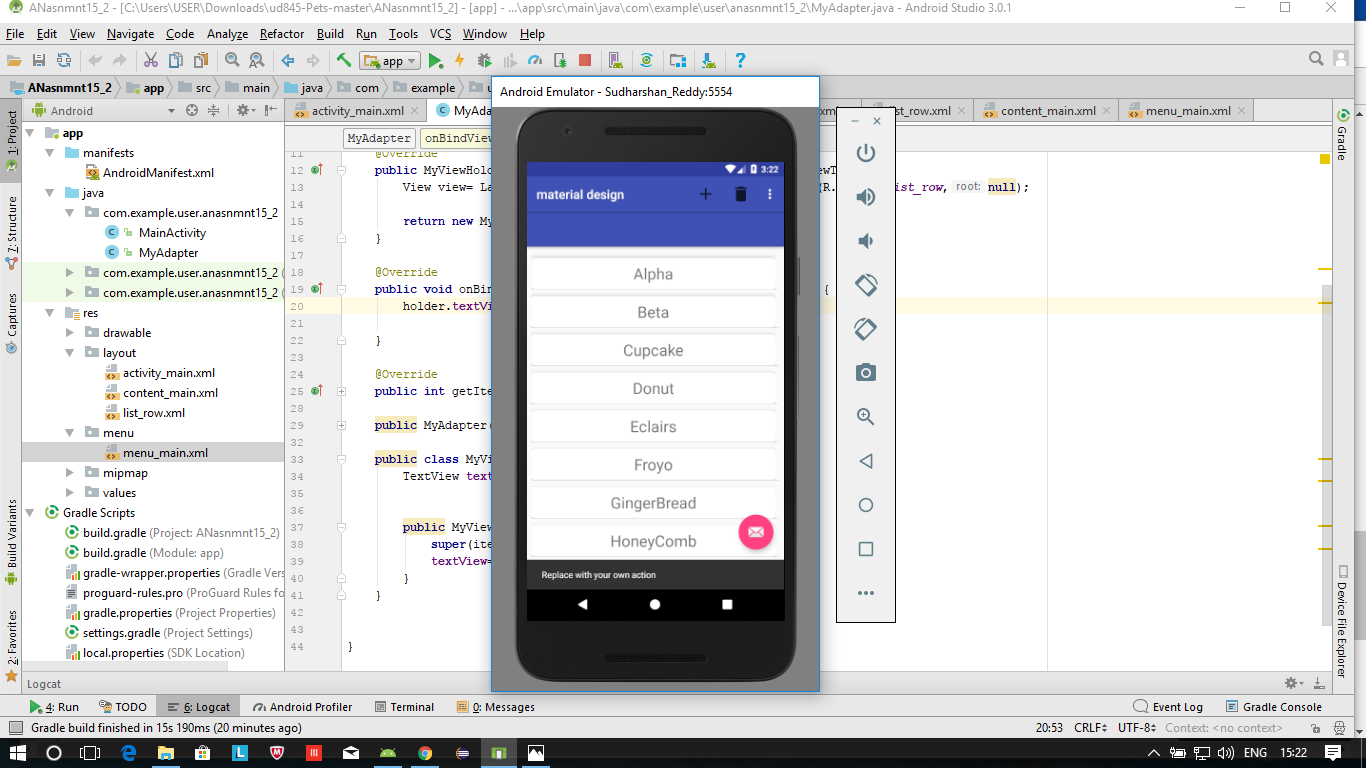 ANasnmnt15_2 - [C:\Users\USER\Downloads\ud845-Pets-master\ANasnmnt15_2] - [app] - ...\app\src\main\java\com\example\user\anasnmnt15_2\MyAdapter.java - Android Studio 3.0.1
File Edit View Navigate Code Analyze Refactor Build Run Tools VCS Window Help
app
ANasnmnt15_2 app src main java com example
Android
activity_main.xml
content_main.xml
menu_main.xml
MyAdapter
1: Project
7: Structure
Captures
Build Variants
2: Favorites
app
manifests
AndroidManifest.xml
java
com.example.user.anasnmnt15_2
MainActivity
MyAdapter
com.example.user.anasnmnt15_2
com.example.user.anasnmnt15_2
res
drawable
layout
activity_main.xml
content_main.xml
list_row.xml
menu
menu_main.xml
mipmap
values
Gradle Scripts
build.gradle (Project: ANasnmnt15_2)
build.gradle (Module: app)
gradle-wrapper.properties (Gradle Vers
proguard-rules.pro (ProGuard Rules fo
gradle.properties (Project Properties)
settings.gradle (Project Settings)
local.properties (SDK Location)
11 @Override
12 public MyViewHol
13 View view= La (R. ist_row, root: null);
14
15 return new My
16 }
17
18 @Override
19 public void onBin {
20 holder.textVi
21
22 }
23
24 @Override
25 public int getIte
28
29 public MyAdapter(
32
33 public class MyVi
34 TextView text
35
36
37 public MyView
38 super(ite
39 textView=
40 }
41 }
42
43
44 }
Android Emulator - Sudharshan_Reddy:5554
3:22
material design
Alpha
Beta
Cupcake
Donut
Eclairs
Froyo
GingerBread
HoneyComb
Replace with your own action
Gradle
Device File Explorer
Logcat
4: Run TODO 6: Logcat Android Profiler Terminal 0: Messages Event Log Gradle Console
Gradle build finished in 15s 190ms (20 minutes ago) 20:53 CRLF UTF-8 Context: <no context>
ENG 15:22